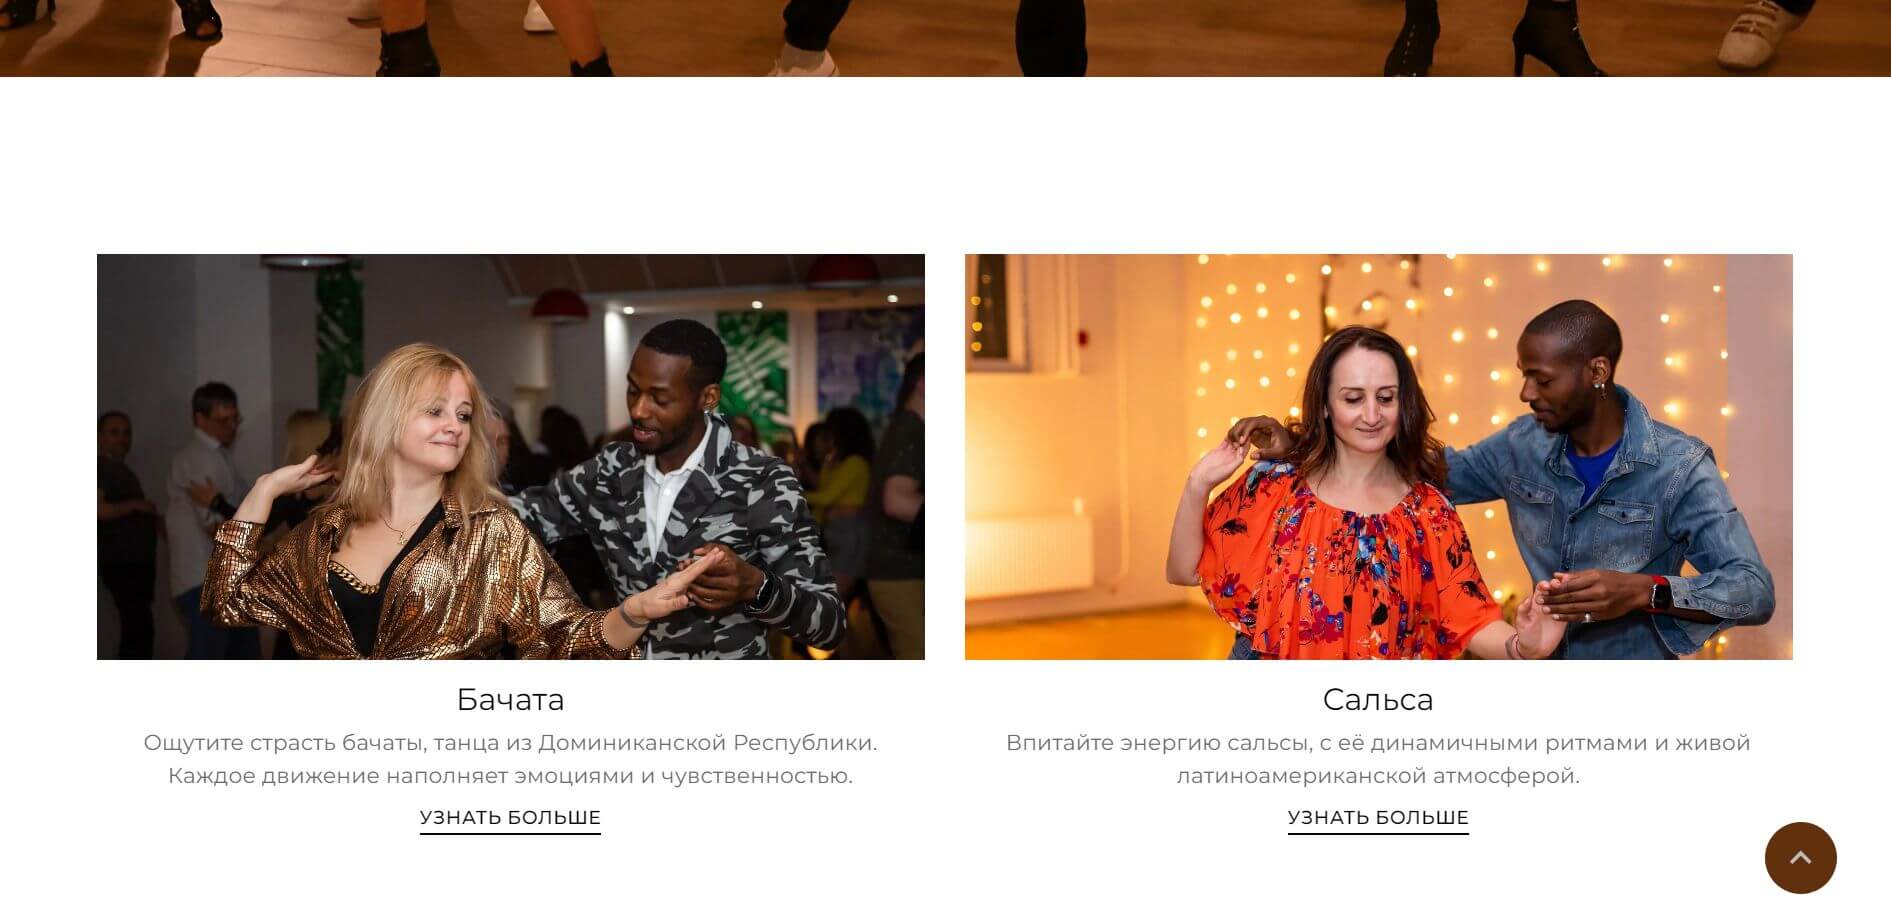 Бачата
Ощутите страсть бачаты, танца из Доминиканской Республики.
Каждое движение наполняет эмоциями и чувственностью.
УЗНАТЬ БОЛЬШЕ
Сальса
Впитайте энергию сальсы, с её динамичными ритмами и живой
латиноамериканской атмосферой.
УЗНАТЬ БОЛЬШЕ